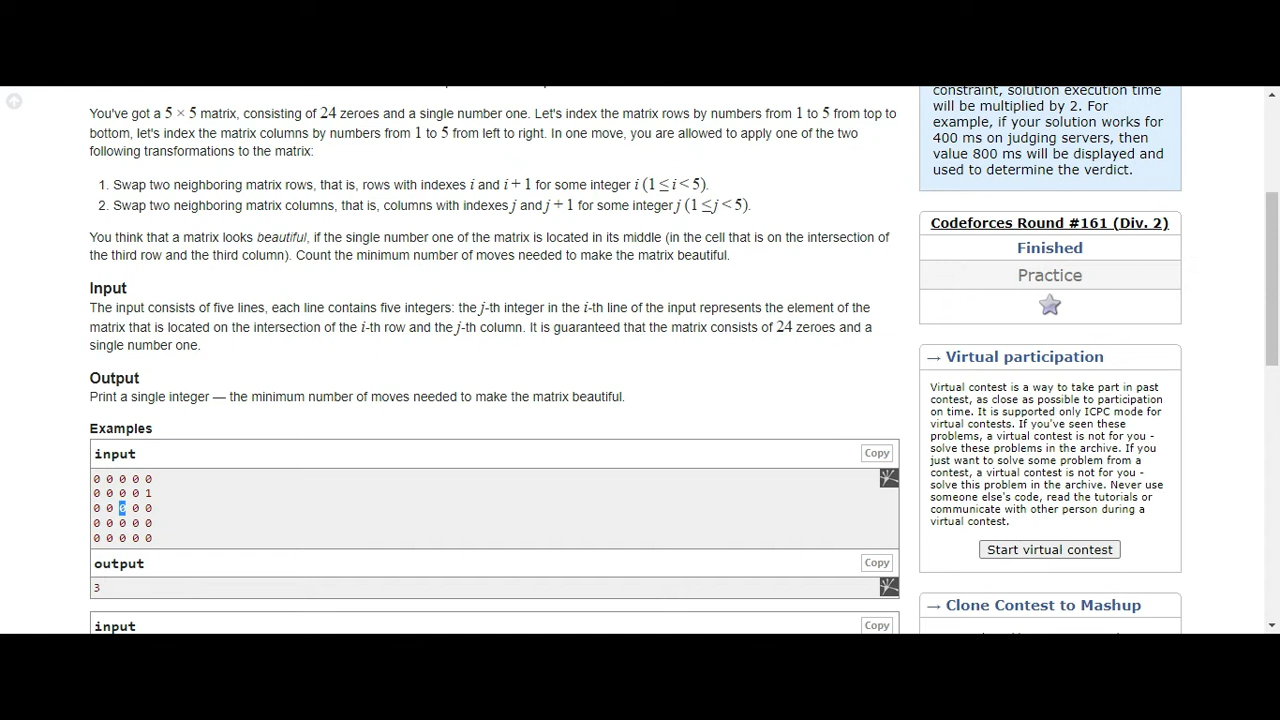 You've got a 5 × 5 matrix, consisting of 24 zeroes and a single number one. Let's index the matrix rows by numbers from 1 to 5 from top to
bottom, let's index the matrix columns by numbers from 1 to 5 from left to right. In one move, you are allowed to apply one of the two
following transformations to the matrix:
1. Swap two neighboring matrix rows, that is, rows with indexes i and i + 1 for some integer i (1 ≤ i < 5).
2. Swap two neighboring matrix columns, that is, columns with indexes j and j + 1 for some integer j (1 ≤ j < 5).
You think that a matrix looks beautiful, if the single number one of the matrix is located in its middle (in the cell that is on the intersection of
the third row and the third column). Count the minimum number of moves needed to make the matrix beautiful.
Input
The input consists of five lines, each line contains five integers: the j-th integer in the i-th line of the input represents the element of the
matrix that is located on the intersection of the i-th row and the j-th column. It is guaranteed that the matrix consists of 24 zeroes and a
single number one.
Output
Print a single integer — the minimum number of moves needed to make the matrix beautiful.
Examples
input
Copy
0 0 0 0 0
0 0 0 0 1
0 0 0 0 0
0 0 0 0 0
0 0 0 0 0
output
Copy
3
input
Copy
constraint, solution execution time
will be multiplied by 2. For
example, if your solution works for
400 ms on judging servers, then
value 800 ms will be displayed and
used to determine the verdict.
Codeforces Round #161 (Div. 2)
Finished
Practice
→ Virtual participation
Virtual contest is a way to take part in past
contest, as close as possible to participation
on time. It is supported only ICPC mode for
virtual contests. If you've seen these
problems, a virtual contest is not for you -
solve these problems in the archive. If you
just want to solve some problem from a
contest, a virtual contest is not for you -
solve this problem in the archive. Never use
someone else's code, read the tutorials or
communicate with other person during a
virtual contest.
Start virtual contest
→ Clone Contest to Mashup